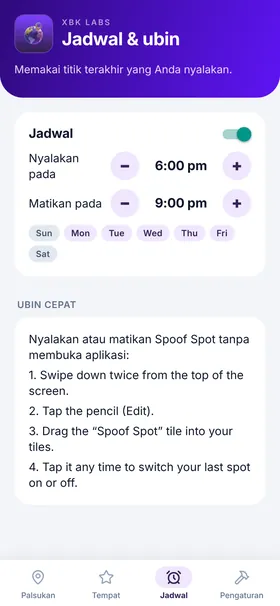 XBK LABS
Jadwal & ubin
Memakai titik terakhir yang Anda nyalakan.
Jadwal
Nyalakan
pada
− 6:00 pm +
Matikan pada − 9:00 pm +
Sun Mon Tue Wed Thu Fri
Sat
UBIN CEPAT
Nyalakan atau matikan Spoof Spot tanpa
membuka aplikasi:
1. Swipe down twice from the top of the
screen.
2. Tap the pencil (Edit).
3. Drag the “Spoof Spot” tile into your
tiles.
4. Tap it any time to switch your last spot
on or off.
Palsukan Tempat Jadwal Pengaturan